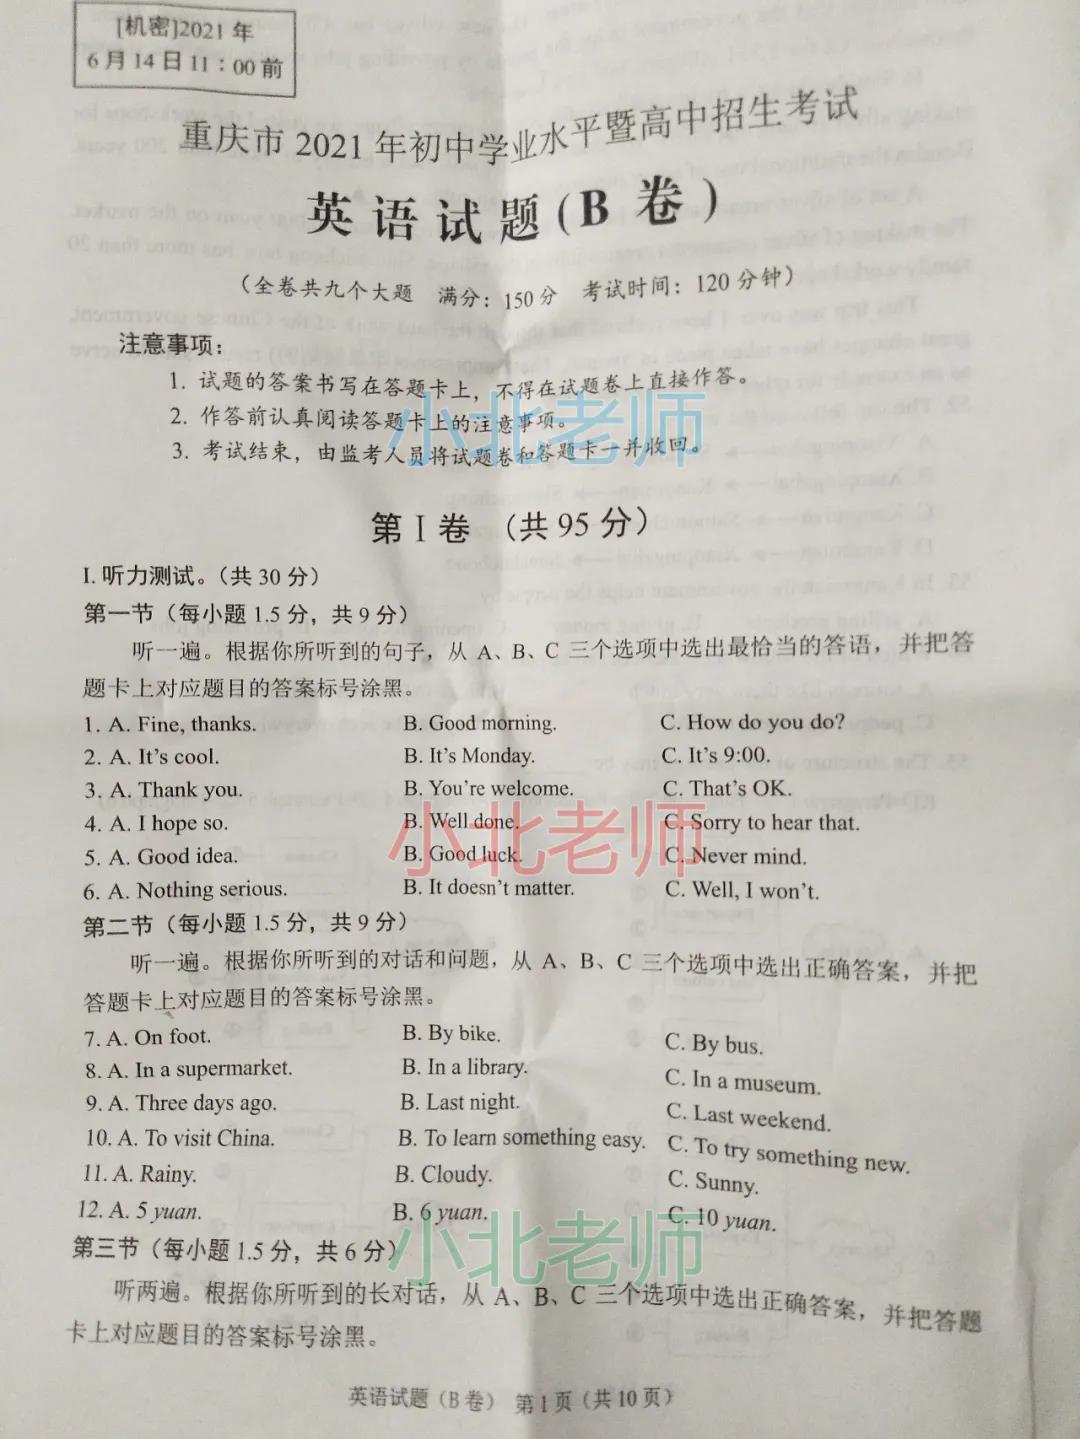 [机密]2021年
6月14日11：00前
重庆市2021年初中学业水平暨高中招生考试
英语试题(B卷)
（全卷共九个大题 满分：150分 考试时间：120分钟）
注意事项：
1. 试题的答案书写在答题卡上，不得在试题卷上直接作答。
2. 作答前认真阅读答题卡上的注意事项。
3. 考试结束，由监考人员将试题卷和答题卡一并收回。
小北老师
第Ⅰ卷 （共95分）
I. 听力测试。（共30分）
第一节（每小题1.5分，共9分）
听一遍。根据你所听到的句子，从A、B、C三个选项中选出最恰当的答语，并把答
题卡上对应题目的答案标号涂黑。
1. A. Fine, thanks. B. Good morning. C. How do you do?
2. A. It's cool. B. It's Monday. C. It's 9:00.
3. A. Thank you. B. You're welcome. C. That's OK.
4. A. I hope so. B. Well done. C. Sorry to hear that.
小北老师
5. A. Good idea. B. Good luck. C. Never mind.
6. A. Nothing serious. B. It doesn't matter. C. Well, I won't.
第二节（每小题1.5分，共9分）
听一遍。根据你所听到的对话和问题，从A、B、C三个选项中选出正确答案，并把
答题卡上对应题目的答案标号涂黑。
7. A. On foot. B. By bike. C. By bus.
8. A. In a supermarket. B. In a library. C. In a museum.
9. A. Three days ago. B. Last night. C. Last weekend.
10. A. To visit China. B. To learn something easy. C. To try something new.
11. A. Rainy. B. Cloudy. C. Sunny.
12. A. 5 yuan. B. 6 yuan. C. 10 yuan.
小北老师
第三节（每小题1.5分，共6分）
听两遍。根据你所听到的长对话，从A、B、C三个选项中选出正确答案，并把答题
卡上对应题目的答案标号涂黑。
英语试题（B卷） 第1页（共10页）